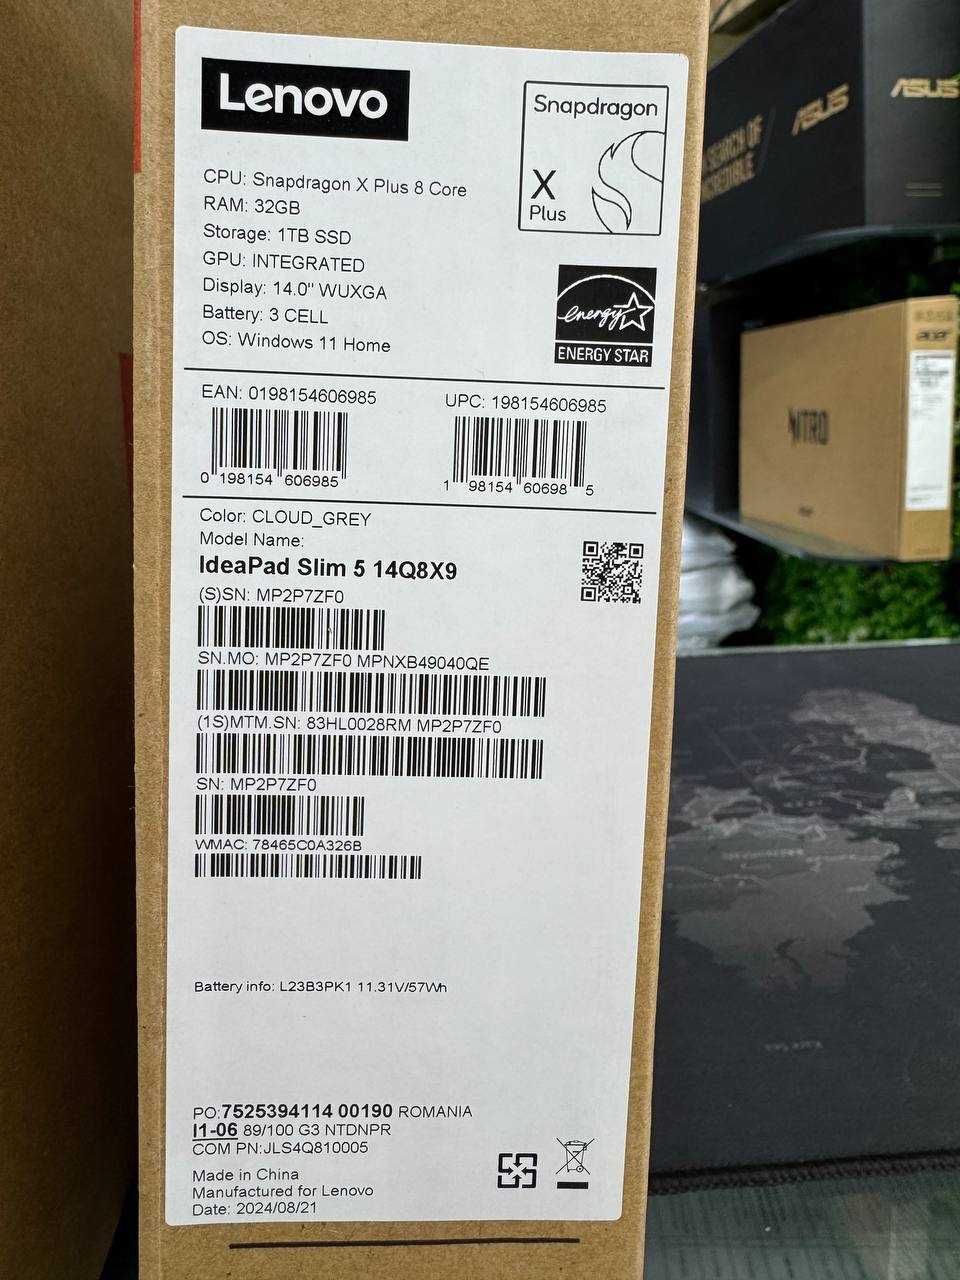 Lenovo
Snapdragon
X
Plus
CPU: Snapdragon X Plus 8 Core
RAM: 32GB
Storage: 1TB SSD
GPU: INTEGRATED
Display: 14.0" WUXGA
Battery: 3 CELL
OS: Windows 11 Home
energy
ENERGY STAR
EAN: 0198154606985
0 198154 606985
UPC: 198154606985
1 98154 60698 5
Color: CLOUD_GREY
Model Name:
IdeaPad Slim 5 14Q8X9
(S)SN: MP2P7ZF0
SN.MO: MP2P7ZF0 MPNXB49040QE
(1S)MTM.SN: 83HL0028RM MP2P7ZF0
SN: MP2P7ZF0
WMAC: 78465C0A326B
Battery info: L23B3PK1 11.31V/57Wh
PO:7525394114 00190 ROMANIA
I1-06 89/100 G3 NTDNPR
COM PN:JLS4Q810005
Made in China
Manufactured for Lenovo
Date: 2024/08/21
SEARCH OF
INCREDIBLE
ASUS
ASUS
acer
NITRO